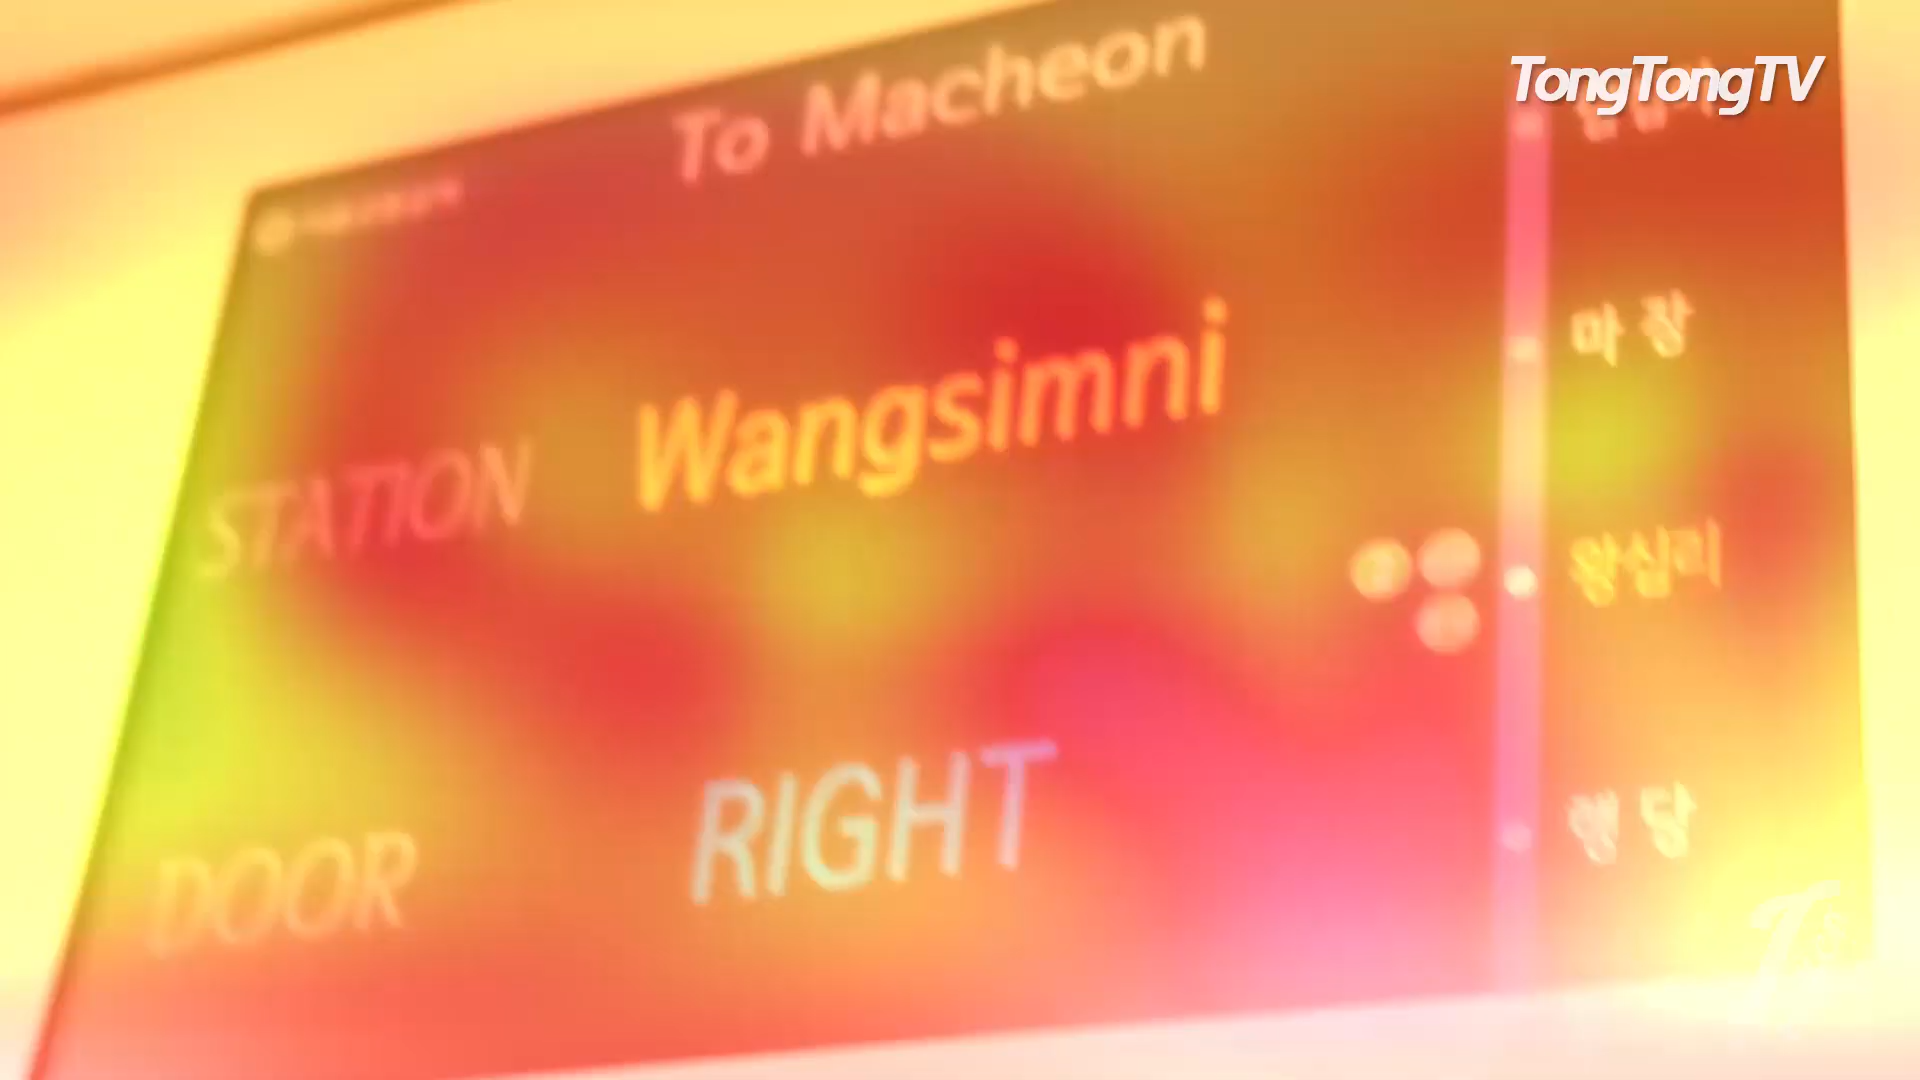 To Macheon
TongTongTV
Wangsimni
STATION
마장
왕십리
DOOR
RIGHT
행당